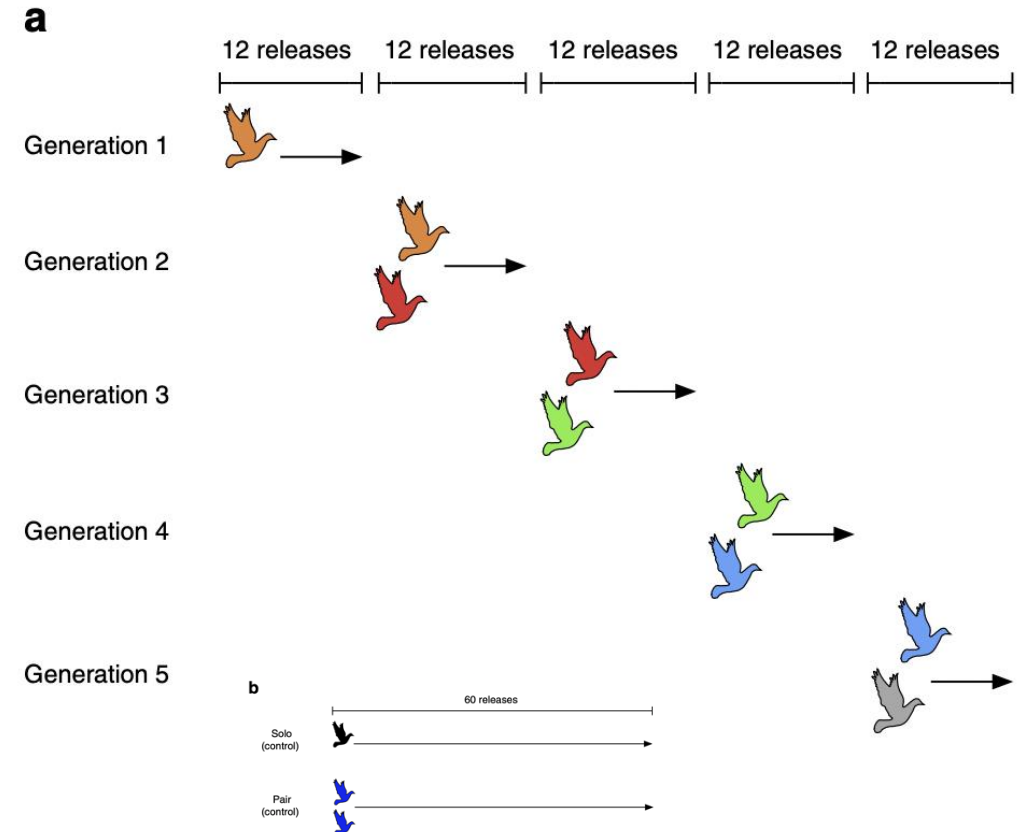 a
12 releases 12 releases 12 releases 12 releases 12 releases
Generation 1
Generation 2
Generation 3
Generation 4
Generation 5
b
60 releases
Solo
(control)
Pair
(control)